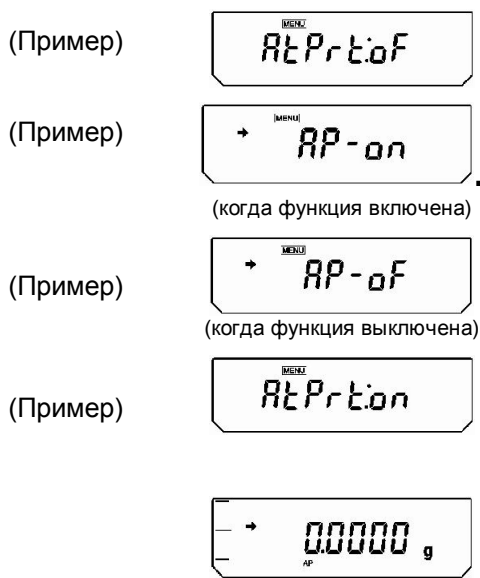 (Пример)
MENU
AtPrt:oF
(Пример)
MENU
➔ AP-on
.
(когда функция включена)
(Пример)
MENU
➔ AP-oF
(когда функция выключена)
(Пример)
MENU
AtPrt:on
➔ 0.0000 g
AP